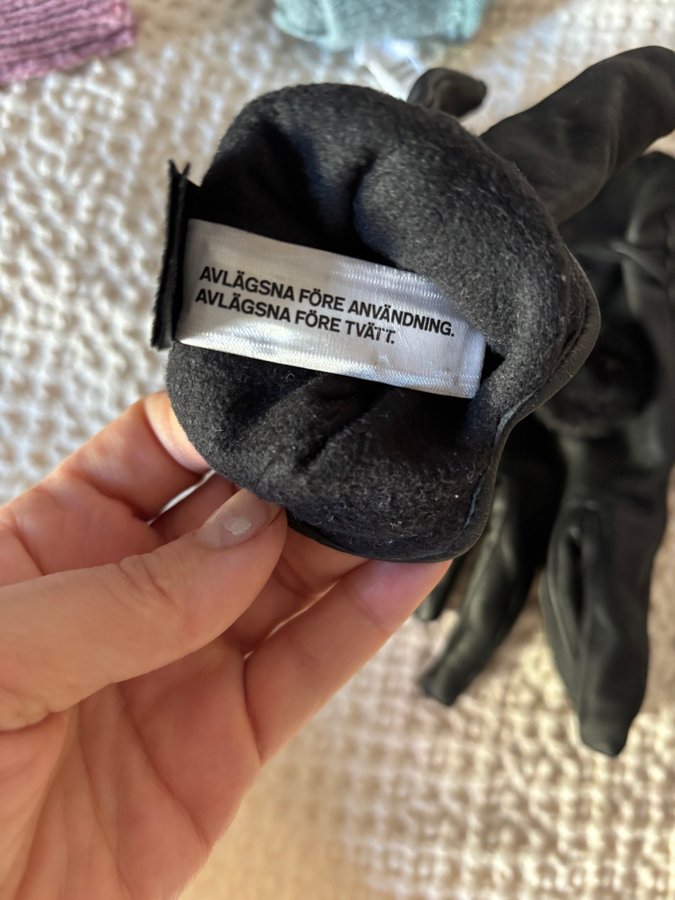 AVLÄGSNA FÖRE ANVÄNDNING.
AVLÄGSNA FÖRE TVÄTT.